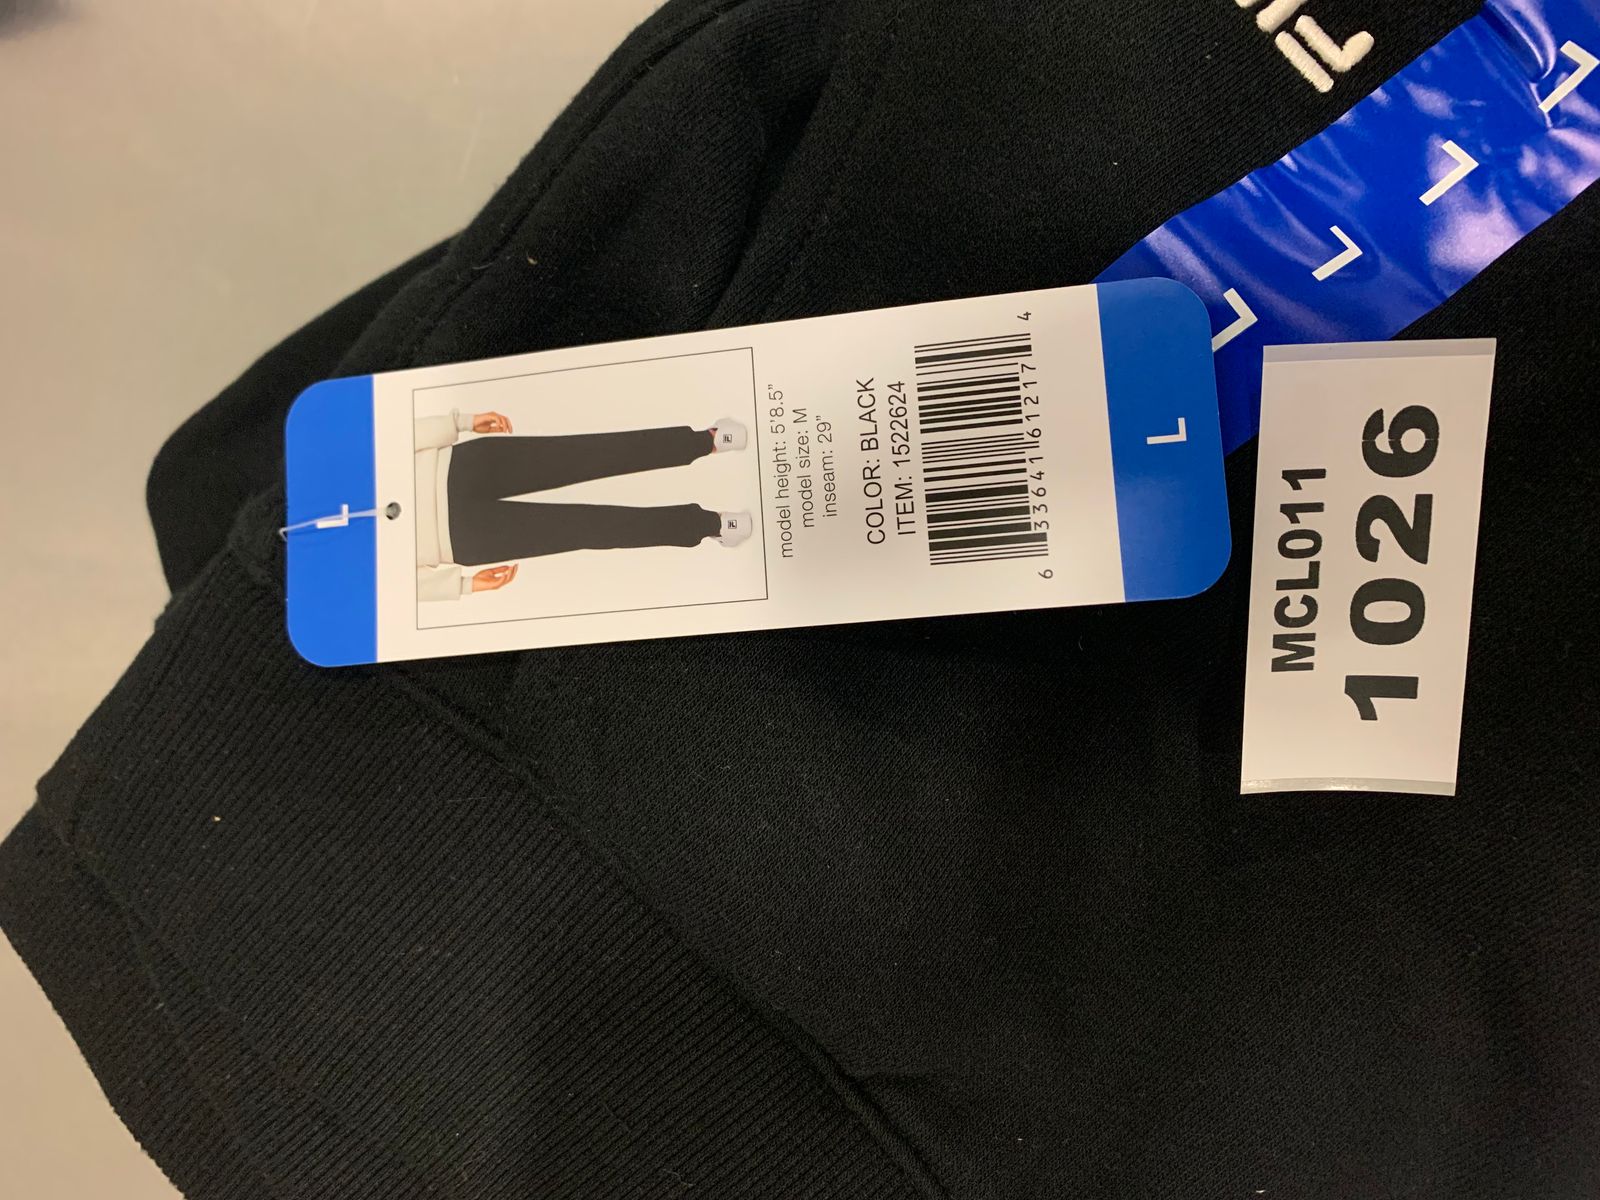 L
model height: 5'8.5"
model size: M
inseam: 29"
COLOR: BLACK
ITEM: 1522624
6 33641 61217 4
L
L
L
L
L
MCL011
1026